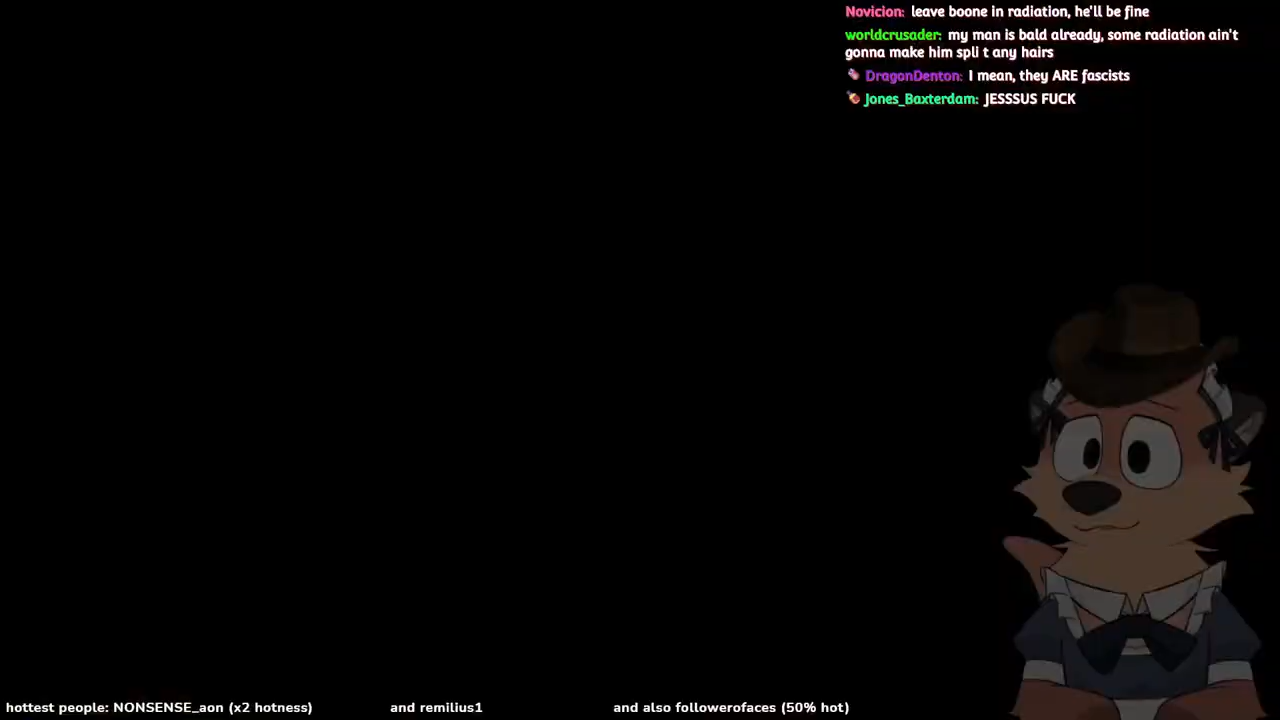 Novicion: leave boone in radiation, he'll be fine
worldcrusader: my man is bald already, some radiation ain't
gonna make him spli t any hairs
DragonDenton: I mean, they ARE fascists
Jones_Baxterdam: JESSSUS FUCK
hottest people: NONSENSE_aon (x2 hotness) and remilius1 and also followerofaces (50% hot)